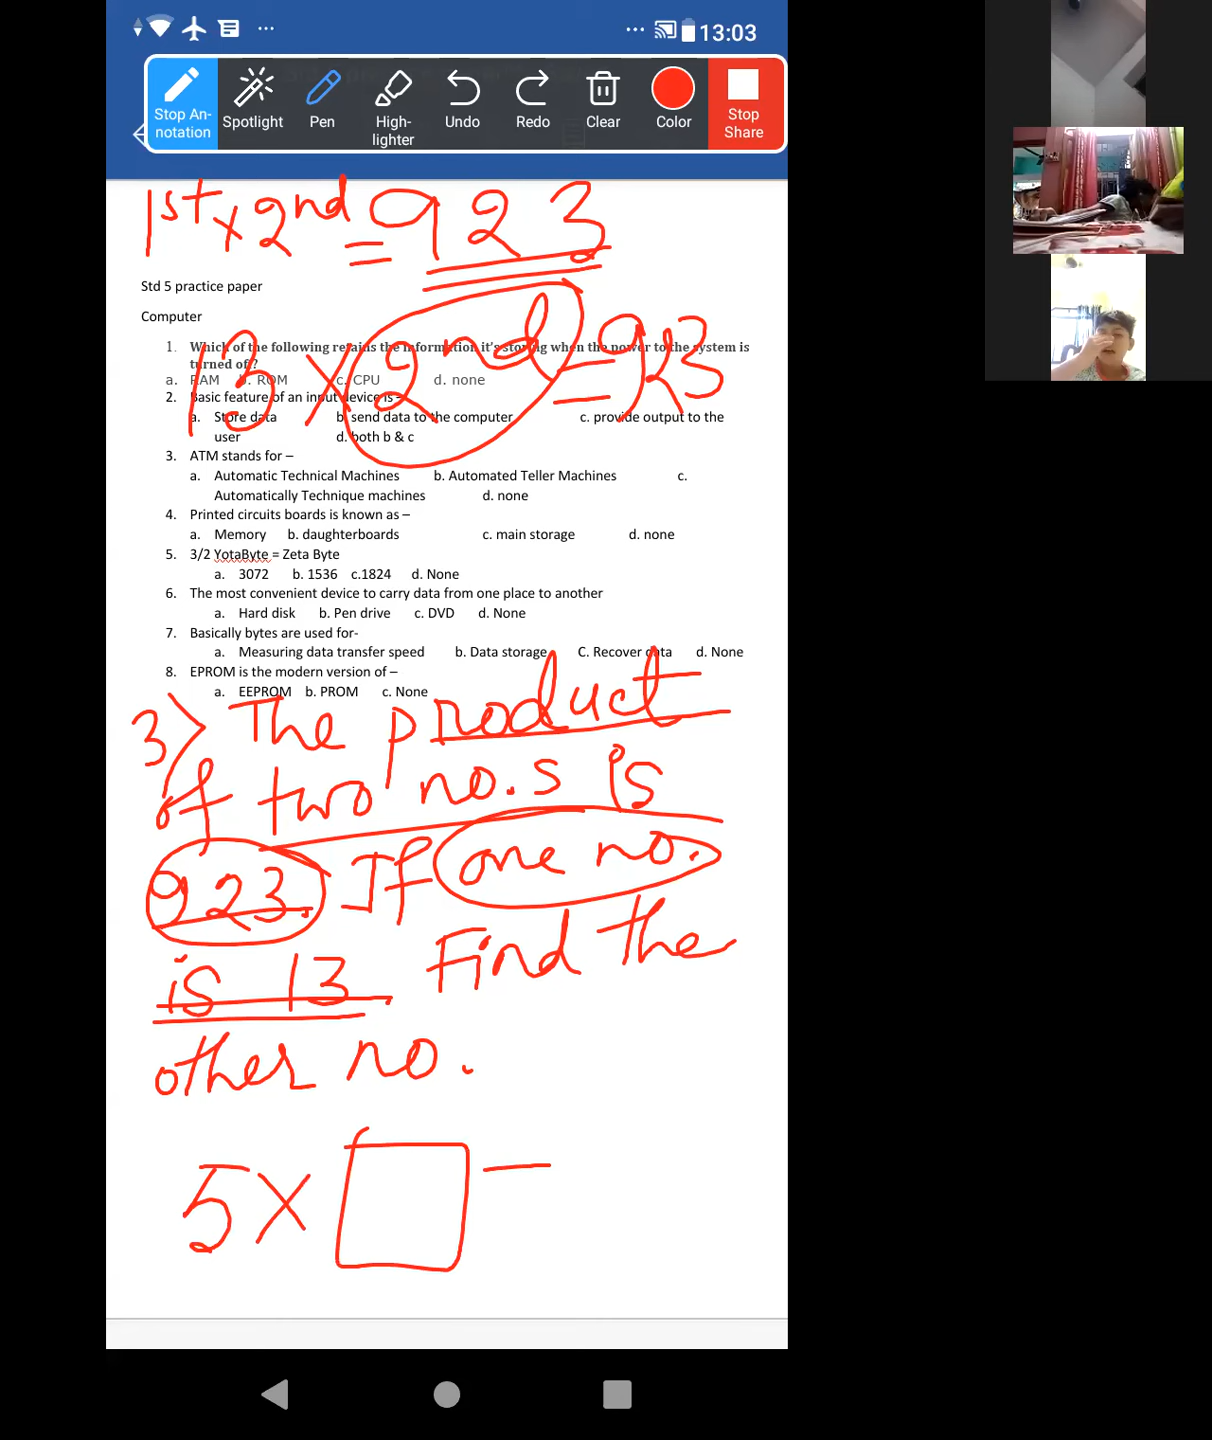 13:03
Stop An-
notation
Spotlight
Pen
High-
lighter
Undo
Redo
Clear
Color
Stop
Share
1st x 2nd = 923
Std 5 practice paper
Computer
13 x 2nd = 923
1. Which of the following retains the information it's storing when the power to the system is
turned off?
a. RAM b. ROM c. CPU d. none
2. Basic feature of an input device is –
a. Store data b. send data to the computer c. provide output to the
user d. both b & c
3. ATM stands for –
a. Automatic Technical Machines b. Automated Teller Machines c.
Automatically Technique machines d. none
4. Printed circuits boards is known as –
a. Memory b. daughterboards c. main storage d. none
5. 3/2 YotaByte = Zeta Byte
a. 3072 b. 1536 c.1824 d. None
6. The most convenient device to carry data from one place to another
a. Hard disk b. Pen drive c. DVD d. None
7. Basically bytes are used for-
a. Measuring data transfer speed b. Data storage C. Recover data d. None
8. EPROM is the modern version of –
a. EEPROM b. PROM c. None
3> The product
of two no.s is
923. If one no.
is 13. Find the
other no.
5 x